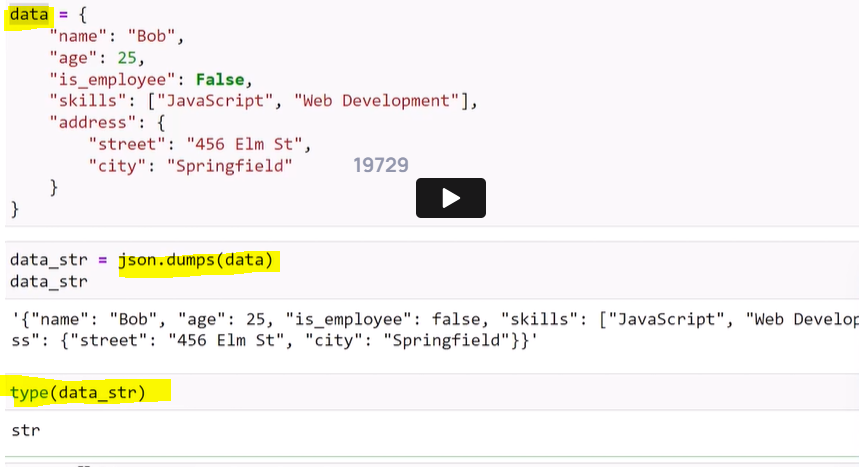 data = {
    "name": "Bob",
    "age": 25,
    "is_employee": False,
    "skills": ["JavaScript", "Web Development"],
    "address": {
        "street": "456 Elm St",
        "city": "Springfield"
19729
    }
}
data_str = json.dumps(data)
data_str
'{"name": "Bob", "age": 25, "is_employee": false, "skills": ["JavaScript", "Web Develop
ss": {"street": "456 Elm St", "city": "Springfield"}}'
type(data_str)
str